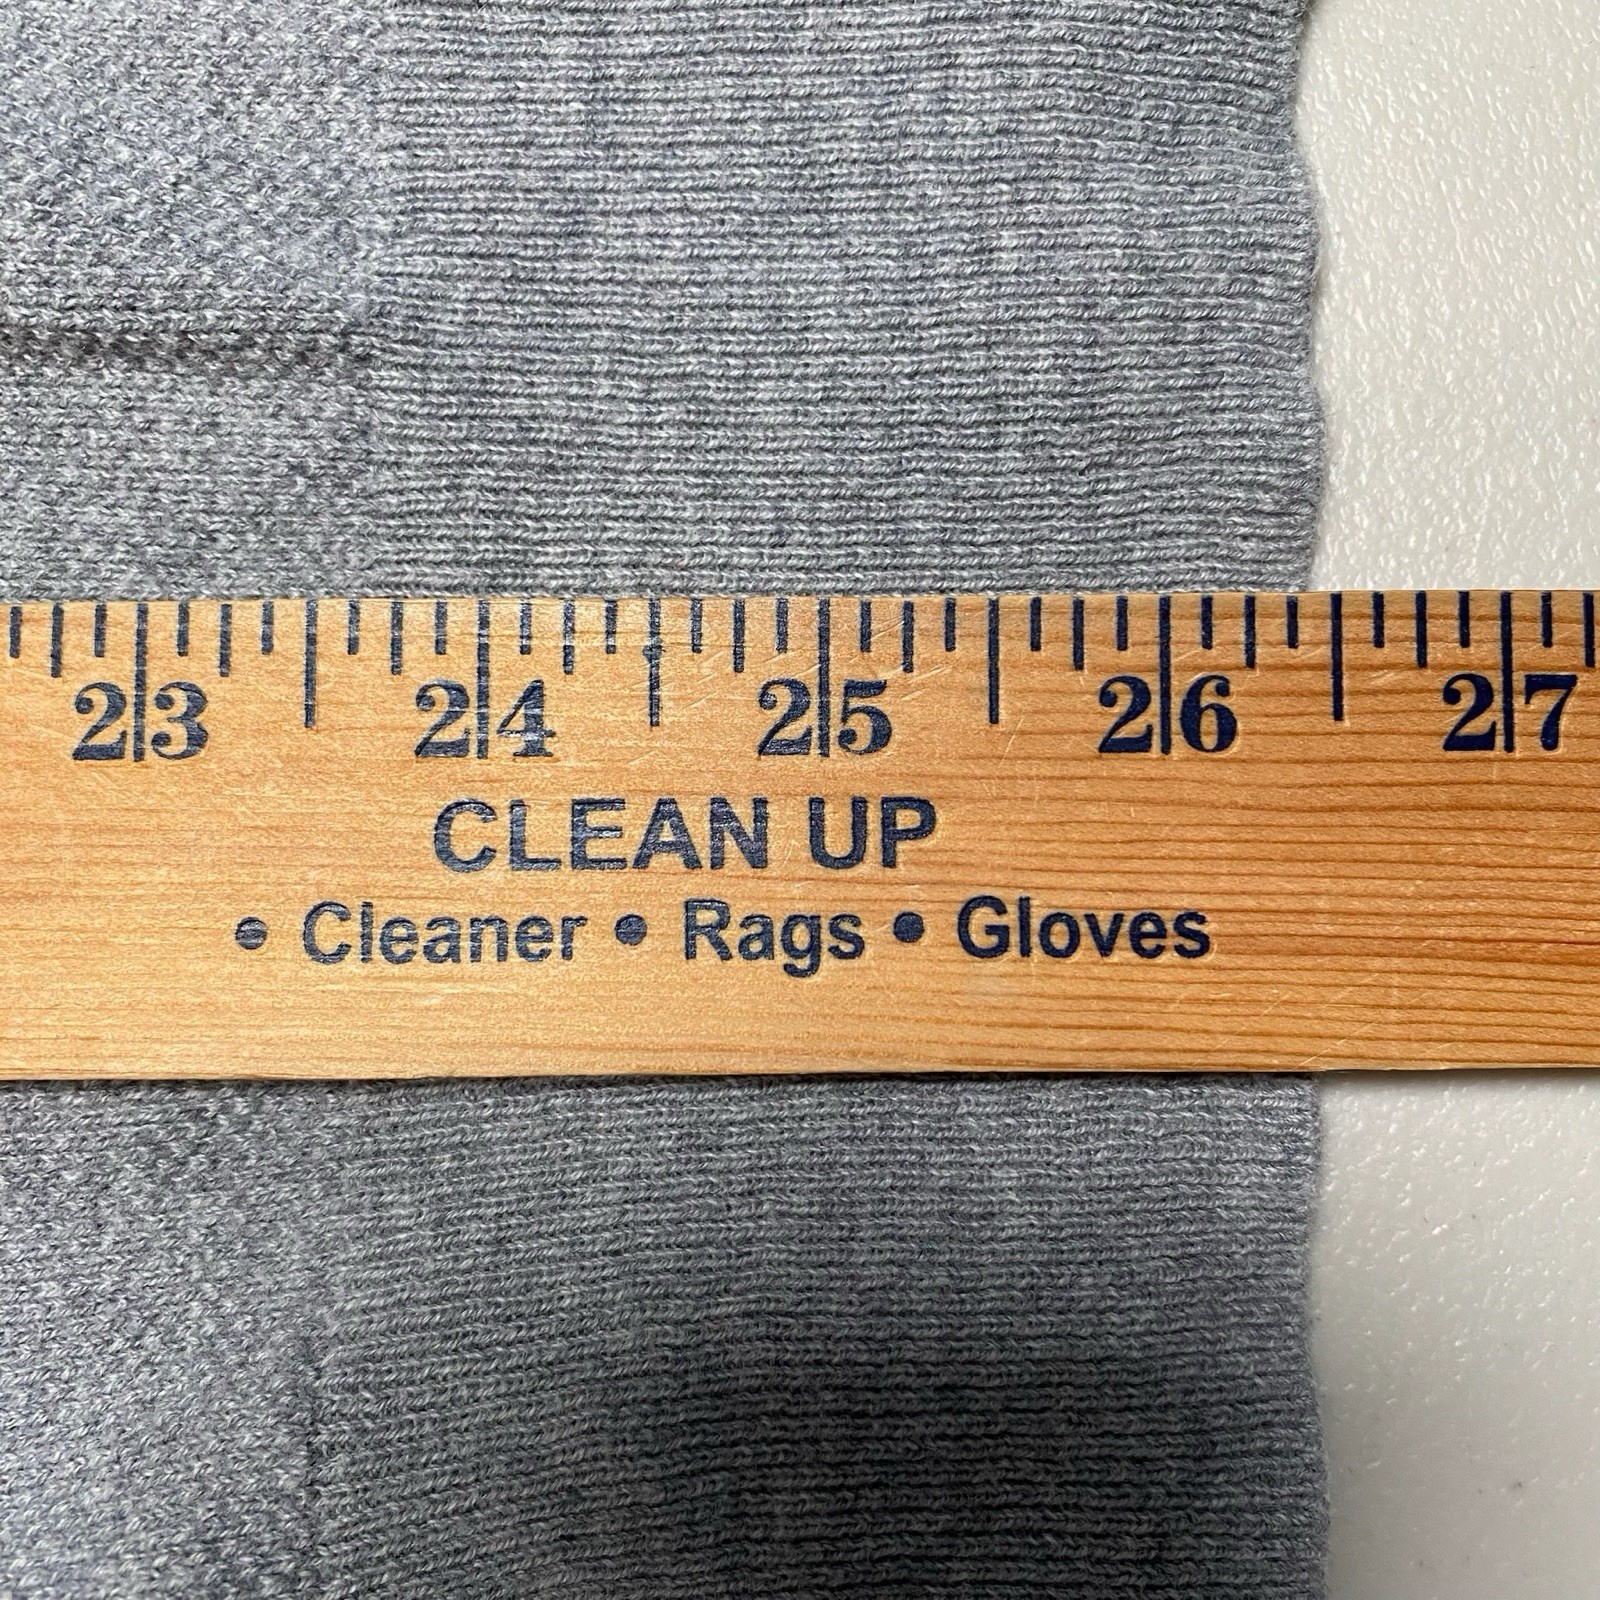 23 24 25 26 27
CLEAN UP
• Cleaner • Rags • Gloves